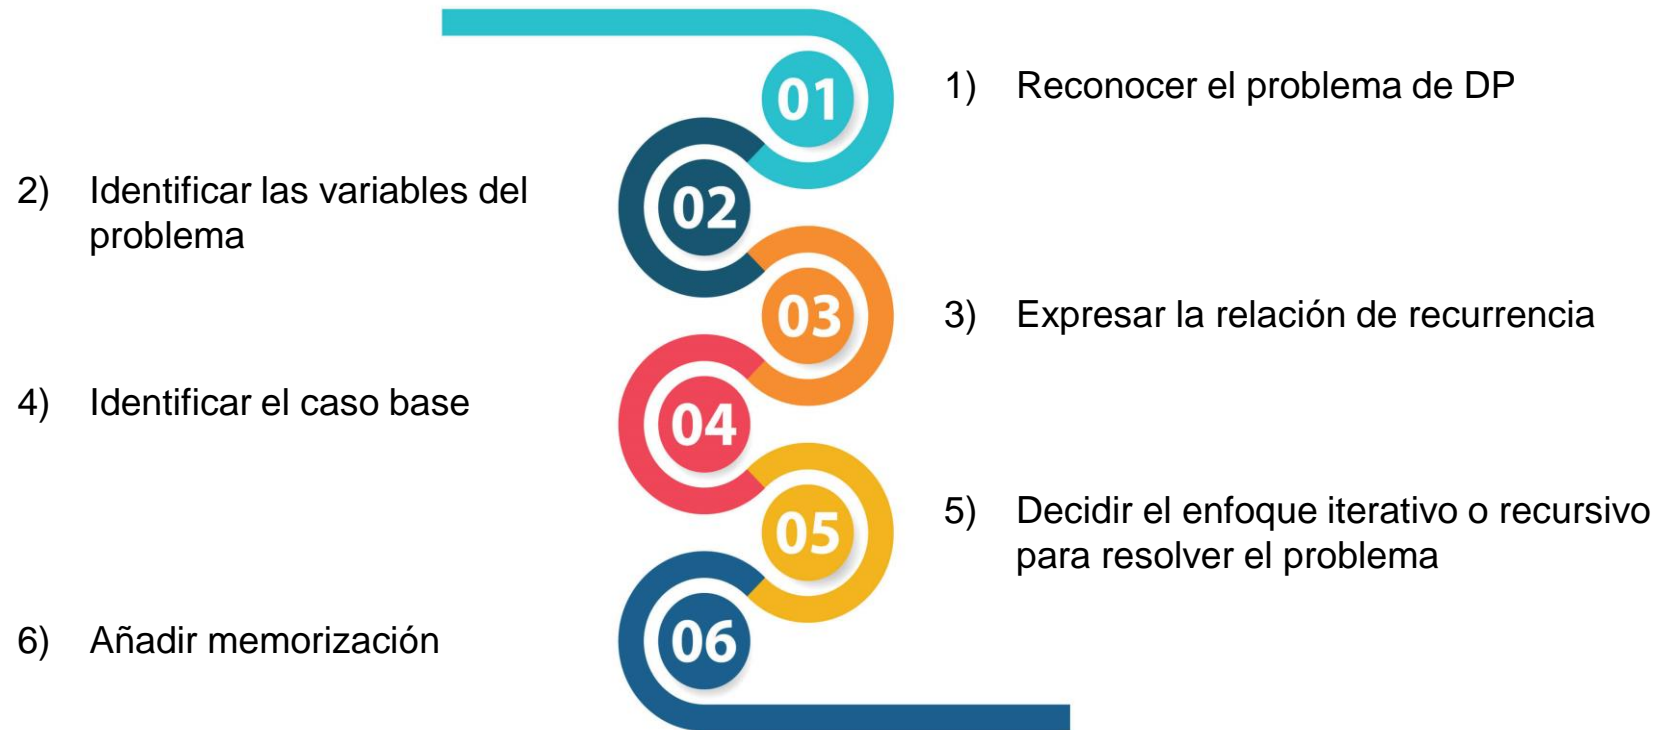 01
1) Reconocer el problema de DP
2) Identificar las variables del
problema
02
03
3) Expresar la relación de recurrencia
4) Identificar el caso base
04
05
5) Decidir el enfoque iterativo o recursivo
para resolver el problema
6) Añadir memorización
06